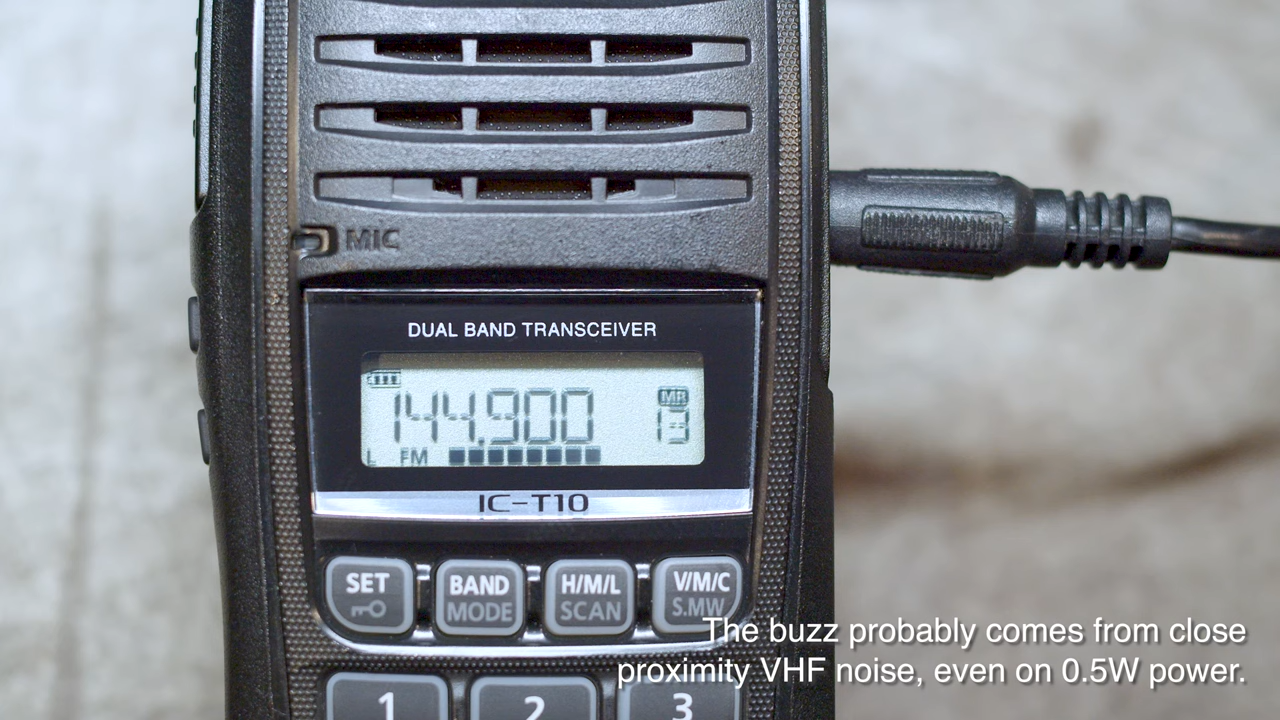 MIC
DUAL BAND TRANSCEIVER
144.900
MR
13
L FM
IC-T10
SET BAND H/M/L V/M/C
MODE SCAN S.MW
The buzz probably comes from close
proximity VHF noise, even on 0.5W power.
1 2 3